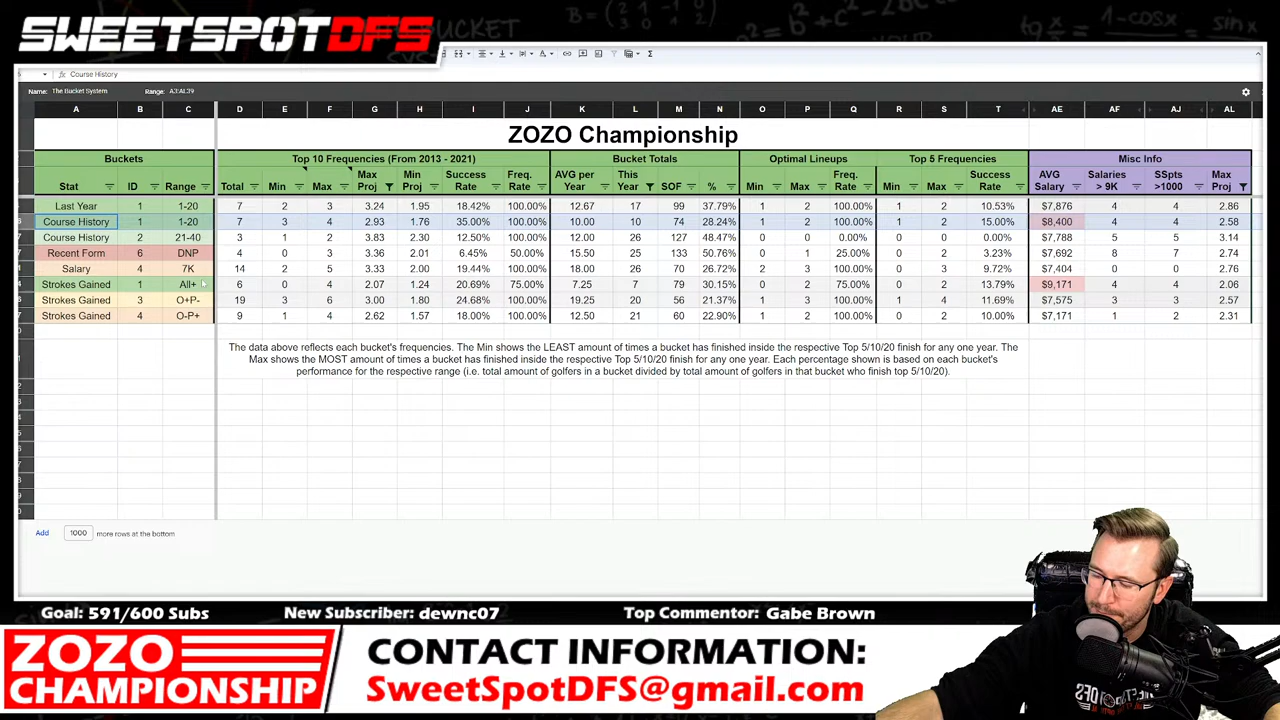 SWEETSPOTDFS
fx Course History
Name: The Bucket System Range: A3:AL39
A B C D E F G H I J K L M N O P Q R S T AE AF AJ AL
ZOZO Championship
Buckets Top 10 Frequencies (From 2013 - 2021) Bucket Totals Optimal Lineups Top 5 Frequencies Misc Info
Stat ID Range Total Min Max Max Proj Min Proj Success Rate Freq. Rate AVG per Year This Year SOF % Min Max Freq. Rate Min Max Success Rate AVG Salary Salaries > 9K SSpts >1000 Max Proj
Last Year 1 1-20 7 2 3 3.24 1.95 18.42% 100.00% 12.67 17 99 37.79% 1 2 100.00% 1 2 10.53% $7,876 4 4 2.86
Course History 1 1-20 7 3 4 2.93 1.76 35.00% 100.00% 10.00 10 74 28.24% 1 2 100.00% 1 2 15.00% $8,400 4 4 2.58
Course History 2 21-40 3 1 2 3.83 2.30 12.50% 100.00% 12.00 26 127 48.47% 0 0 0.00% 0 0 0.00% $7,788 5 5 3.14
Recent Form 6 DNP 4 0 3 3.36 2.01 6.45% 50.00% 15.50 25 133 50.76% 0 1 25.00% 0 2 3.23% $7,692 8 7 2.74
Salary 4 7K 14 2 5 3.33 2.00 19.44% 100.00% 18.00 26 70 26.72% 2 3 100.00% 0 3 9.72% $7,404 0 0 2.76
Strokes Gained 1 All+ 6 0 4 2.07 1.24 20.69% 75.00% 7.25 7 79 30.15% 0 2 75.00% 0 2 13.79% $9,171 4 4 2.06
Strokes Gained 3 O+P- 19 3 6 3.00 1.80 24.68% 100.00% 19.25 20 56 21.37% 1 3 100.00% 1 4 11.69% $7,575 3 3 2.57
Strokes Gained 4 O-P+ 9 1 4 2.62 1.57 18.00% 100.00% 12.50 21 60 22.90% 1 2 100.00% 0 2 10.00% $7,171 1 2 2.31
The data above reflects each bucket's frequencies. The Min shows the LEAST amount of times a bucket has finished inside the respective Top 5/10/20 finish for any one year. The
Max shows the MOST amount of times a bucket has finished inside the respective Top 5/10/20 finish for any one year. Each percentage shown is based on each bucket's
performance for the respective range (i.e. total amount of golfers in a bucket divided by total amount of golfers in that bucket who finish top 5/10/20).
Add 1000 more rows at the bottom
Goal: 591/600 Subs New Subscriber: dewnc07 Top Commentor: Gabe Brown
ZOZO
CHAMPIONSHIP
CONTACT INFORMATION:
SweetSpotDFS@gmail.com